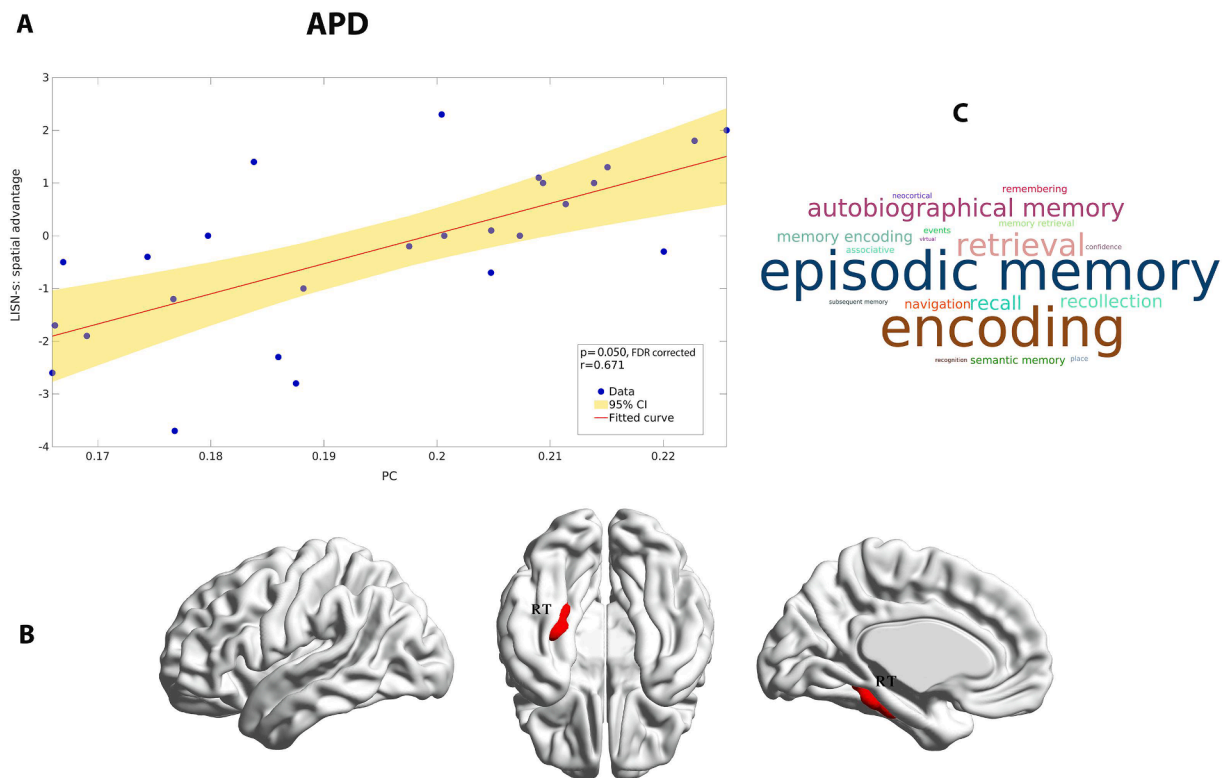 A
APD
3
2
1
0
-1
-2
-3
-4
LISN-s: spatial advantage
0.17 0.18 0.19 0.2 0.21 0.22
PC
p=0.050, FDR corrected
r=0.671
Data
95% CI
Fitted curve
C
remembering
neocortical
autobiographical memory
memory retrieval
events
memory encoding virtual retrieval confidence
associative
episodic memory
subsequent memory navigation recall recollection
encoding
recognition semantic memory place
B
RT
RT